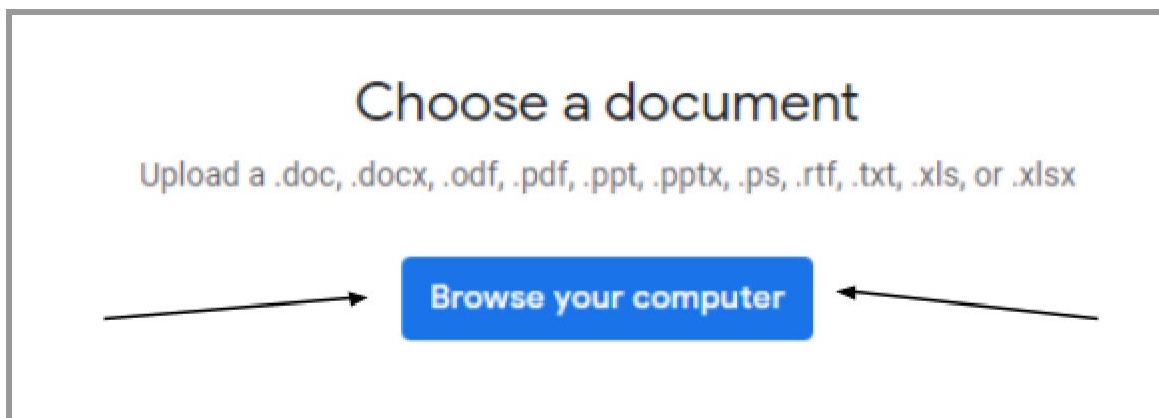 Choose a document
Upload a .doc, .docx, .odf, .pdf, .ppt, .pptx, .ps, .rtf, .txt, .xls, or .xlsx
Browse your computer